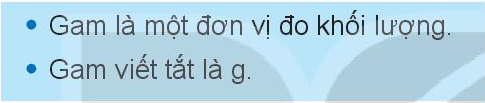 • Gam là một đơn vị đo khối lượng.
• Gam viết tắt là g.